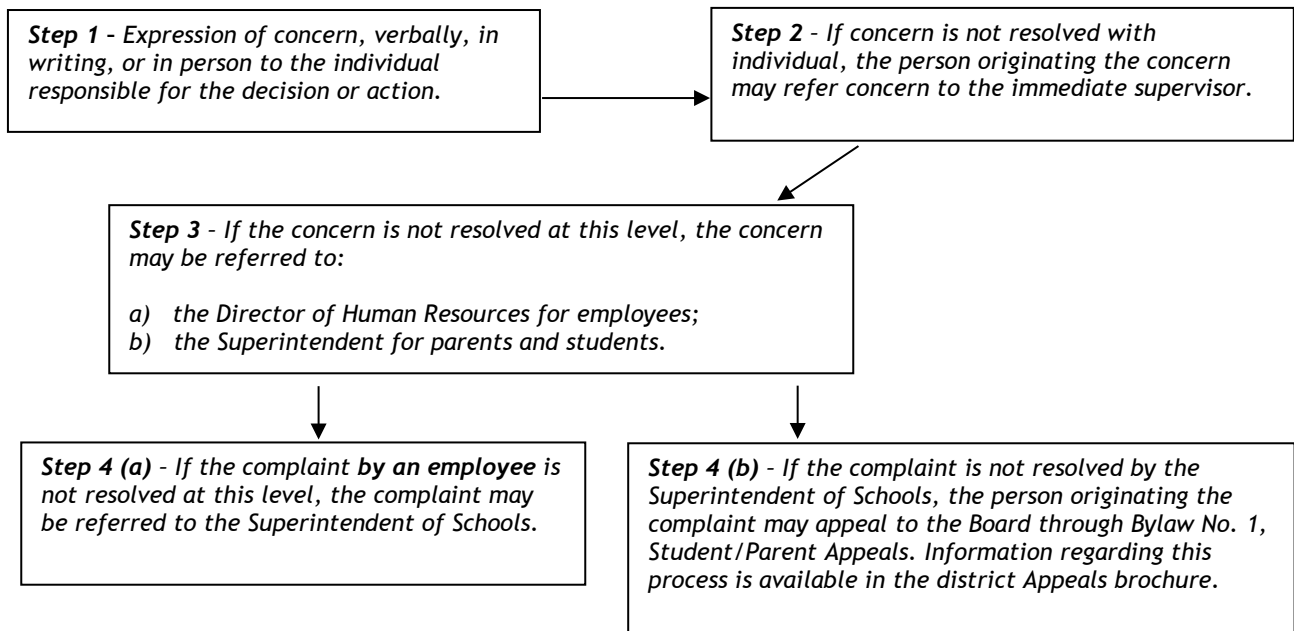 Step 1 – Expression of concern, verbally, in
writing, or in person to the individual
responsible for the decision or action.
Step 2 - If concern is not resolved with
individual, the person originating the concern
may refer concern to the immediate supervisor.
Step 3 - If the concern is not resolved at this level, the concern
may be referred to:
a) the Director of Human Resources for employees;
b) the Superintendent for parents and students.
Step 4 (a) - If the complaint by an employee is
not resolved at this level, the complaint may
be referred to the Superintendent of Schools.
Step 4 (b) - If the complaint is not resolved by the
Superintendent of Schools, the person originating the
complaint may appeal to the Board through Bylaw No. 1,
Student/Parent Appeals. Information regarding this
process is available in the district Appeals brochure.